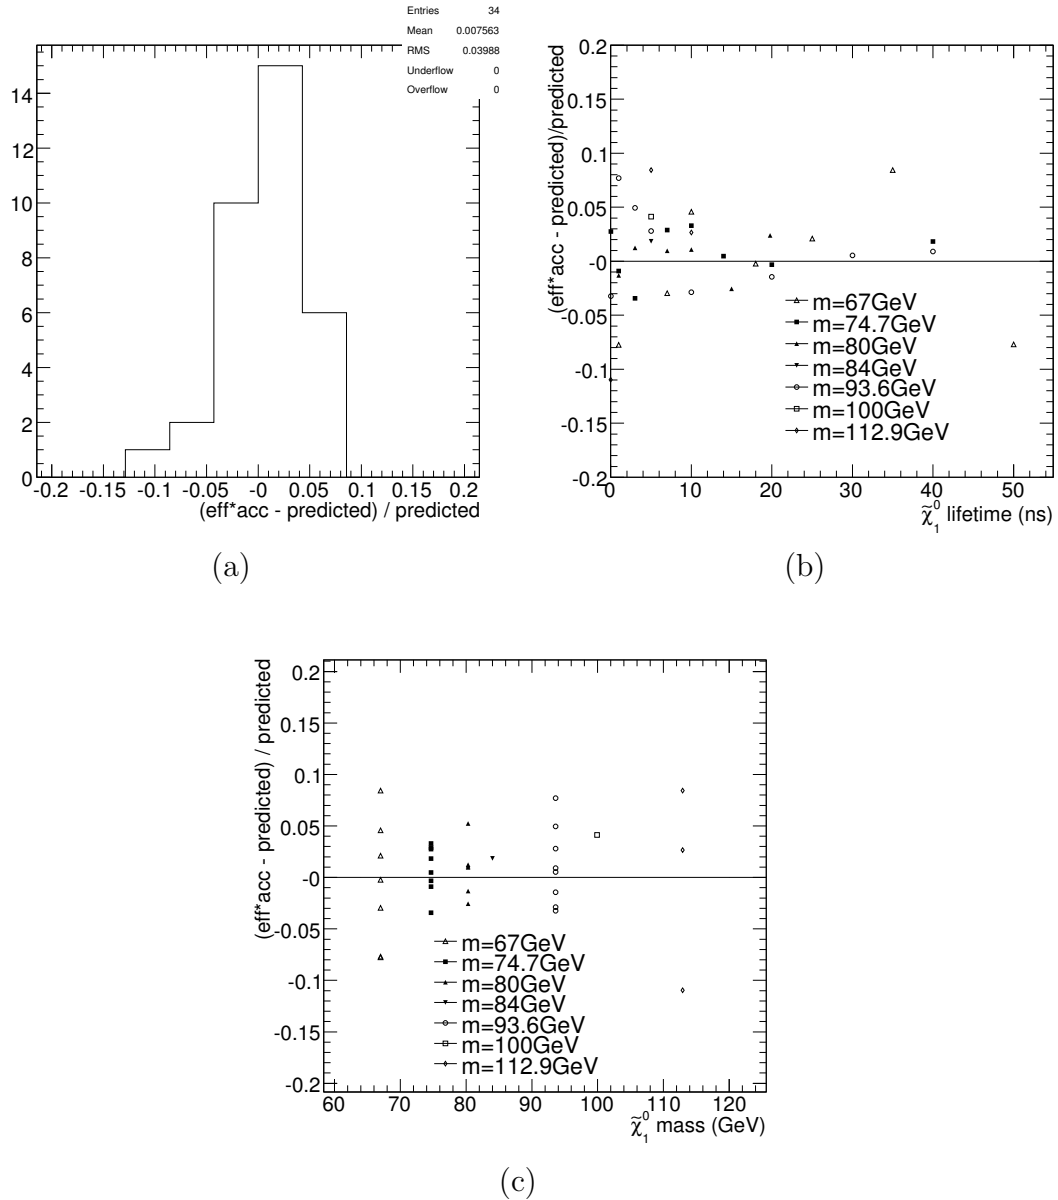 Entries 34
Mean 0.007563
RMS 0.03988
Underflow 0
Overflow 0
14
12
10
8
6
4
2
0
-0.2 -0.15 -0.1 -0.05 -0 0.05 0.1 0.15 0.2
(eff*acc - predicted) / predicted
(a)
(eff*acc - predicted)/predicted
0.2
0.15
0.1
0.05
-0
-0.05
-0.1
-0.15
-0.2
m=67GeV
m=74.7GeV
m=80GeV
m=84GeV
m=93.6GeV
m=100GeV
m=112.9GeV
0 10 20 30 40 50
χ̃⁰₁ lifetime (ns)
(b)
(eff*acc - predicted) / predicted
0.2
0.15
0.1
0.05
-0
-0.05
-0.1
-0.15
-0.2
m=67GeV
m=74.7GeV
m=80GeV
m=84GeV
m=93.6GeV
m=100GeV
m=112.9GeV
60 70 80 90 100 110 120
χ̃⁰₁ mass (GeV)
(c)